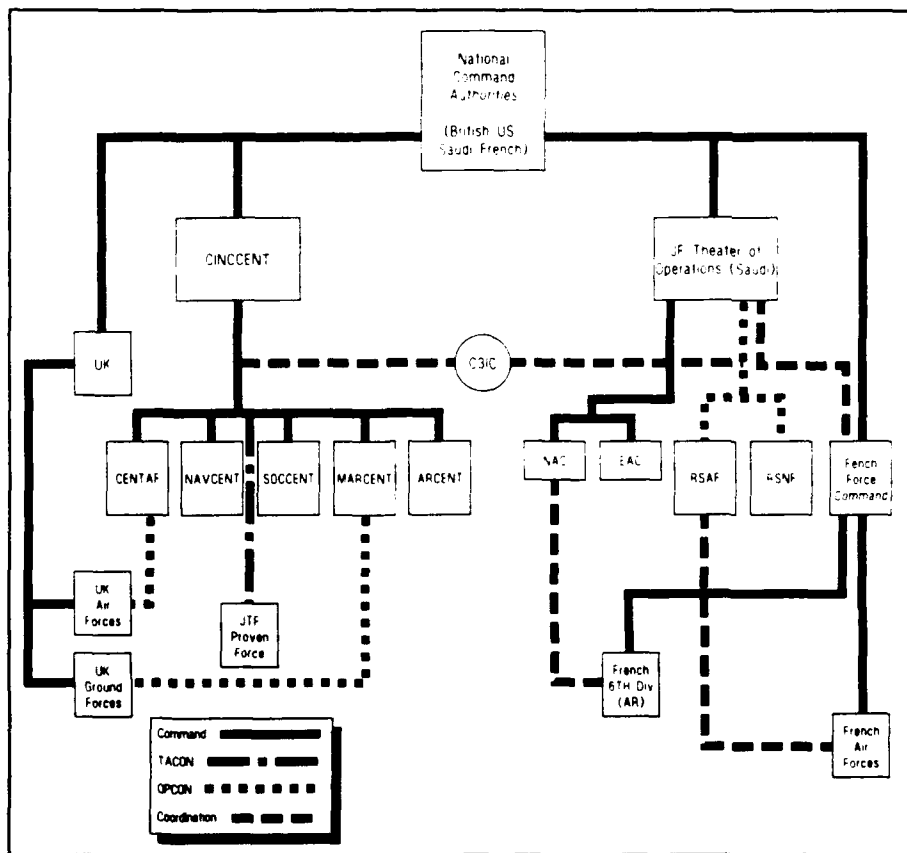 National
Command
Authorities
(British US
Saudi French)
CINCCENT
JF Theater of
Operations (Saudi)
UK
C3IC
CENTAF
NAVCENT
SOCCENT
MARCENT
ARCENT
NAC
EAC
RSAF
RSNF
Fench
Force
Command
UK
Air
Forces
JTF
Proven
Force
UK
Ground
Forces
French
6TH Div
(AR)
French
Air
Forces
Command
TACON
OPCON
Coordination